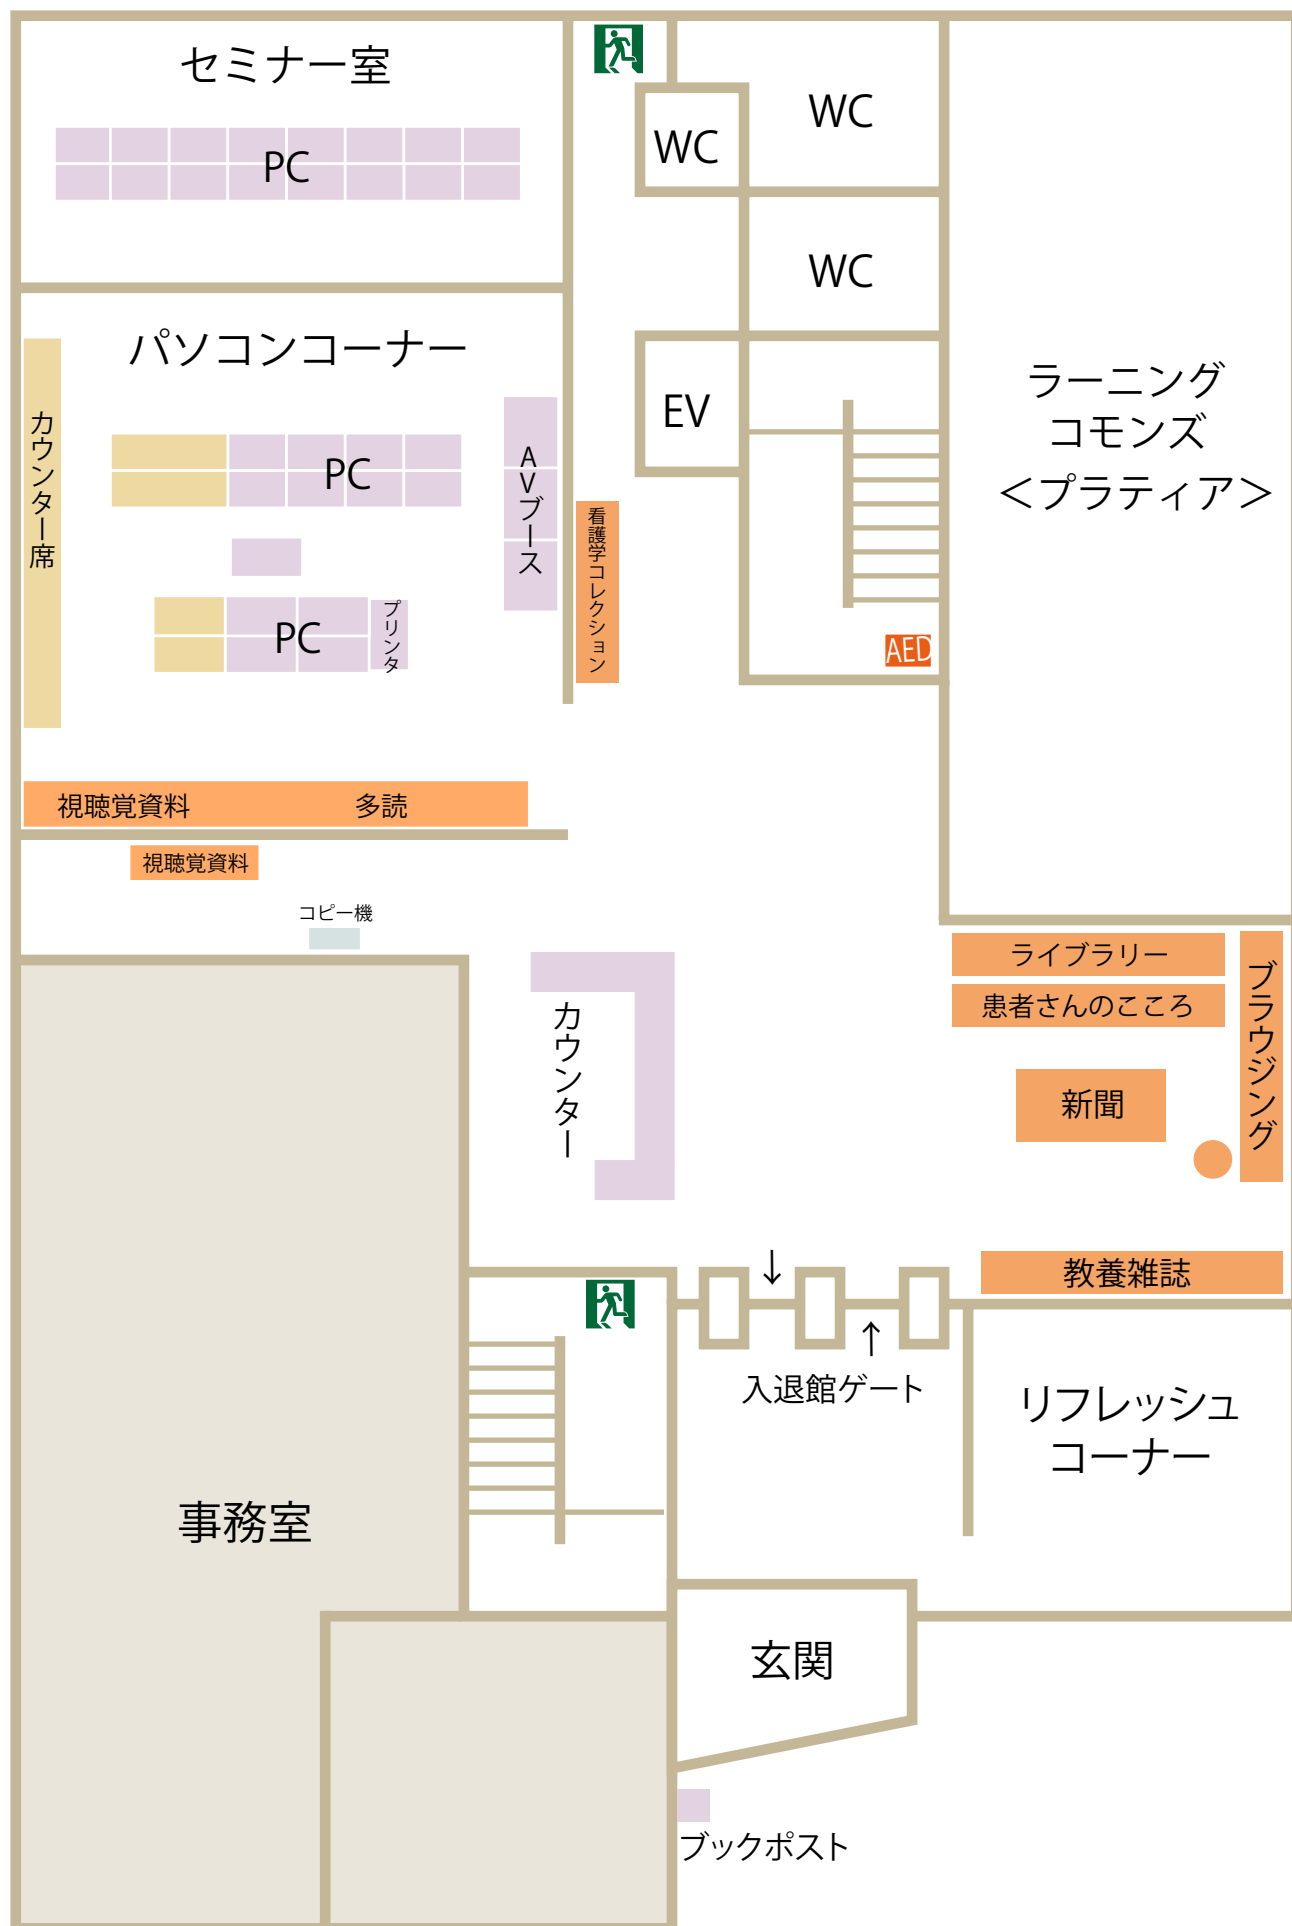 セミナー室
PC
WC
WC
WC
パソコンコーナー
カウンター席
PC
AVブース
EV
看護学コレクション
ラーニング
コモンズ
<プラティア>
PC
プリンタ
AED
視聴覚資料
多読
視聴覚資料
コピー機
カウンター
ライブラリー
患者さんのこころ
ブラウジング
新聞
教養雑誌
↓
↑
入退館ゲート
リフレッシュ
コーナー
事務室
玄関
ブックポスト